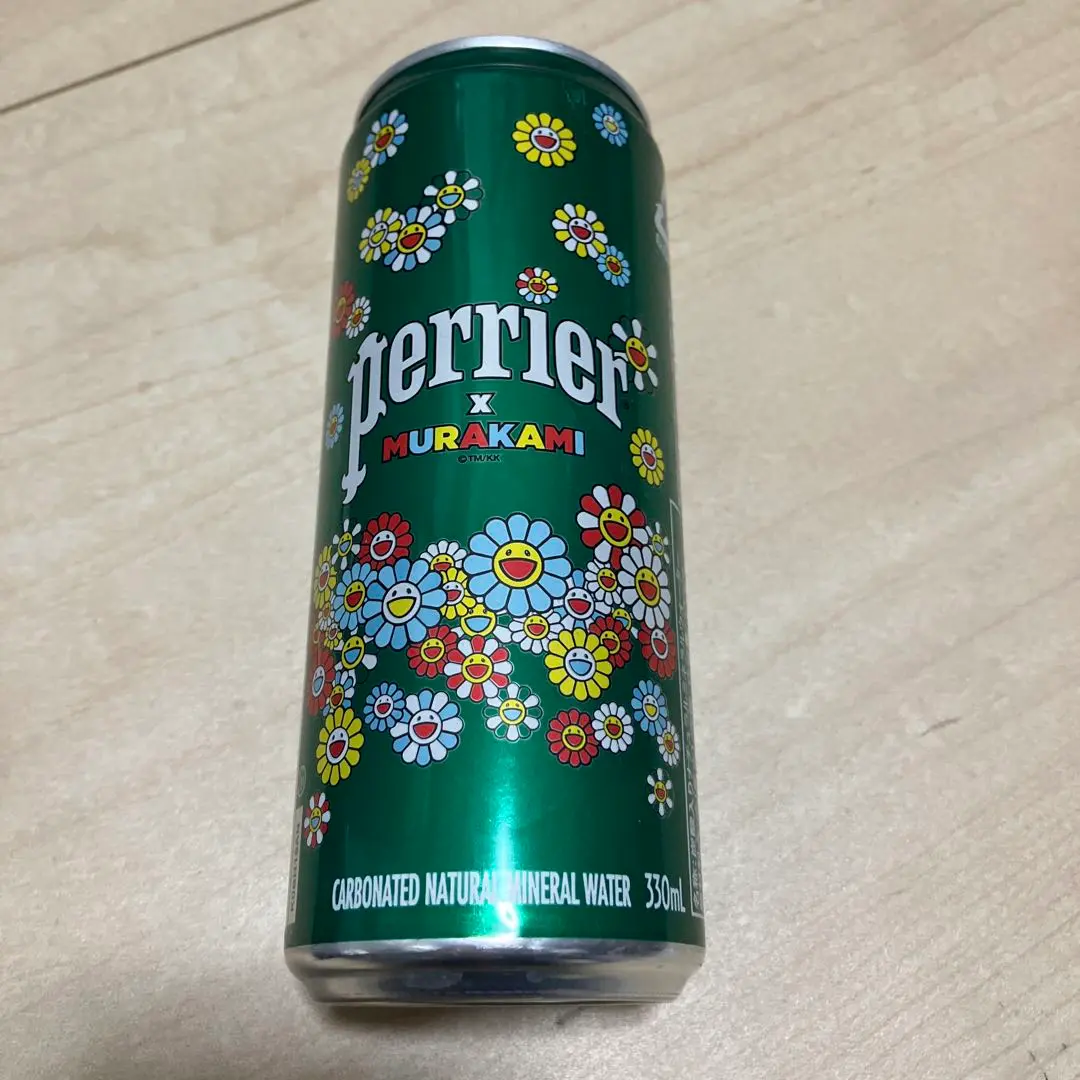 perrier
x
MURAKAMI
©TM/KK
CARBONATED NATURAL MINERAL WATER 330mL